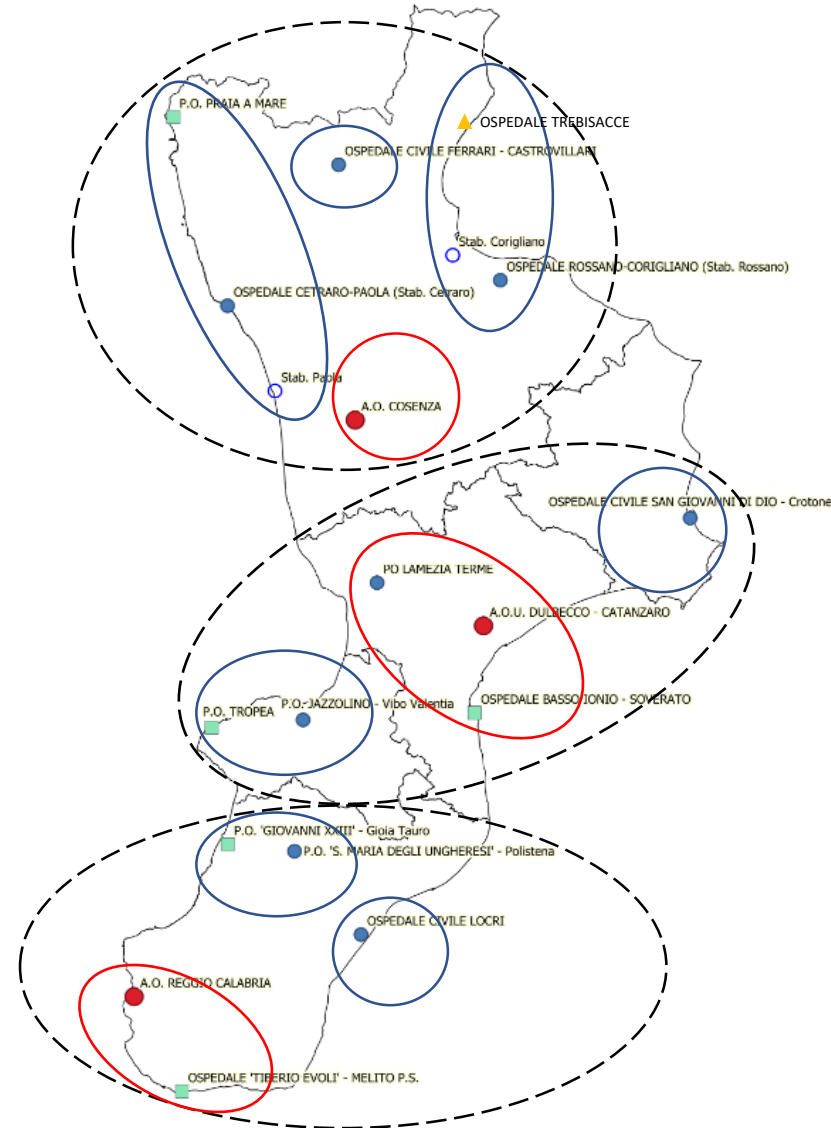 P.O. PRAIA A MARE
OSPEDALE TREBISACCE
OSPEDALE CIVILE FERRARI - CASTROVILLARI
Stab. Corigliano
OSPEDALE ROSSANO-CORIGLIANO (Stab. Rossano)
OSPEDALE CETRARO-PAOLA (Stab. Cetraro)
Stab. Paola
A.O. COSENZA
OSPEDALE CIVILE SAN GIOVANNI DI DIO - Crotone
PO LAMEZIA TERME
A.O.U. DULBECCO - CATANZARO
OSPEDALE BASSO IONIO - SOVERATO
P.O. JAZZOLINO - Vibo Valentia
P.O. TROPEA
P.O. 'GIOVANNI XXIII' - Gioia Tauro
P.O. 'S. MARIA DEGLI UNGHERESI' - Polistena
OSPEDALE CIVILE LOCRI
A.O. REGGIO CALABRIA
OSPEDALE 'TIBERIO EVOLI' - MELITO P.S.